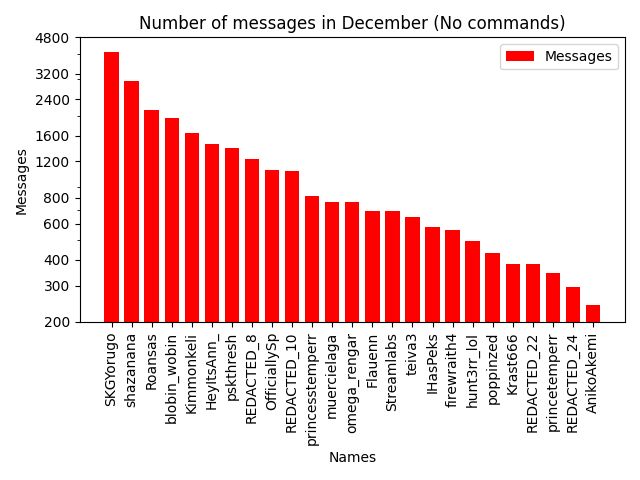 Number of messages in December (No commands)
Messages
4800
3200
2400
1600
1200
800
600
400
300
200
Messages
SKGYorugo
shazanana
Roansas
blobin_wobin
Kimmonkeli
HeyItsAnn_
pskthresh
REDACTED_8
OfficiallySp
REDACTED_10
princesstemperr
muercielaga
omega_rengar
Flauenn
Streamlabs
teiva3
IHasPeks
firewraith4
hunt3rr_lol
poppinzed
Krast666
REDACTED_22
princetemperr
REDACTED_24
AnikoAkemi
Names